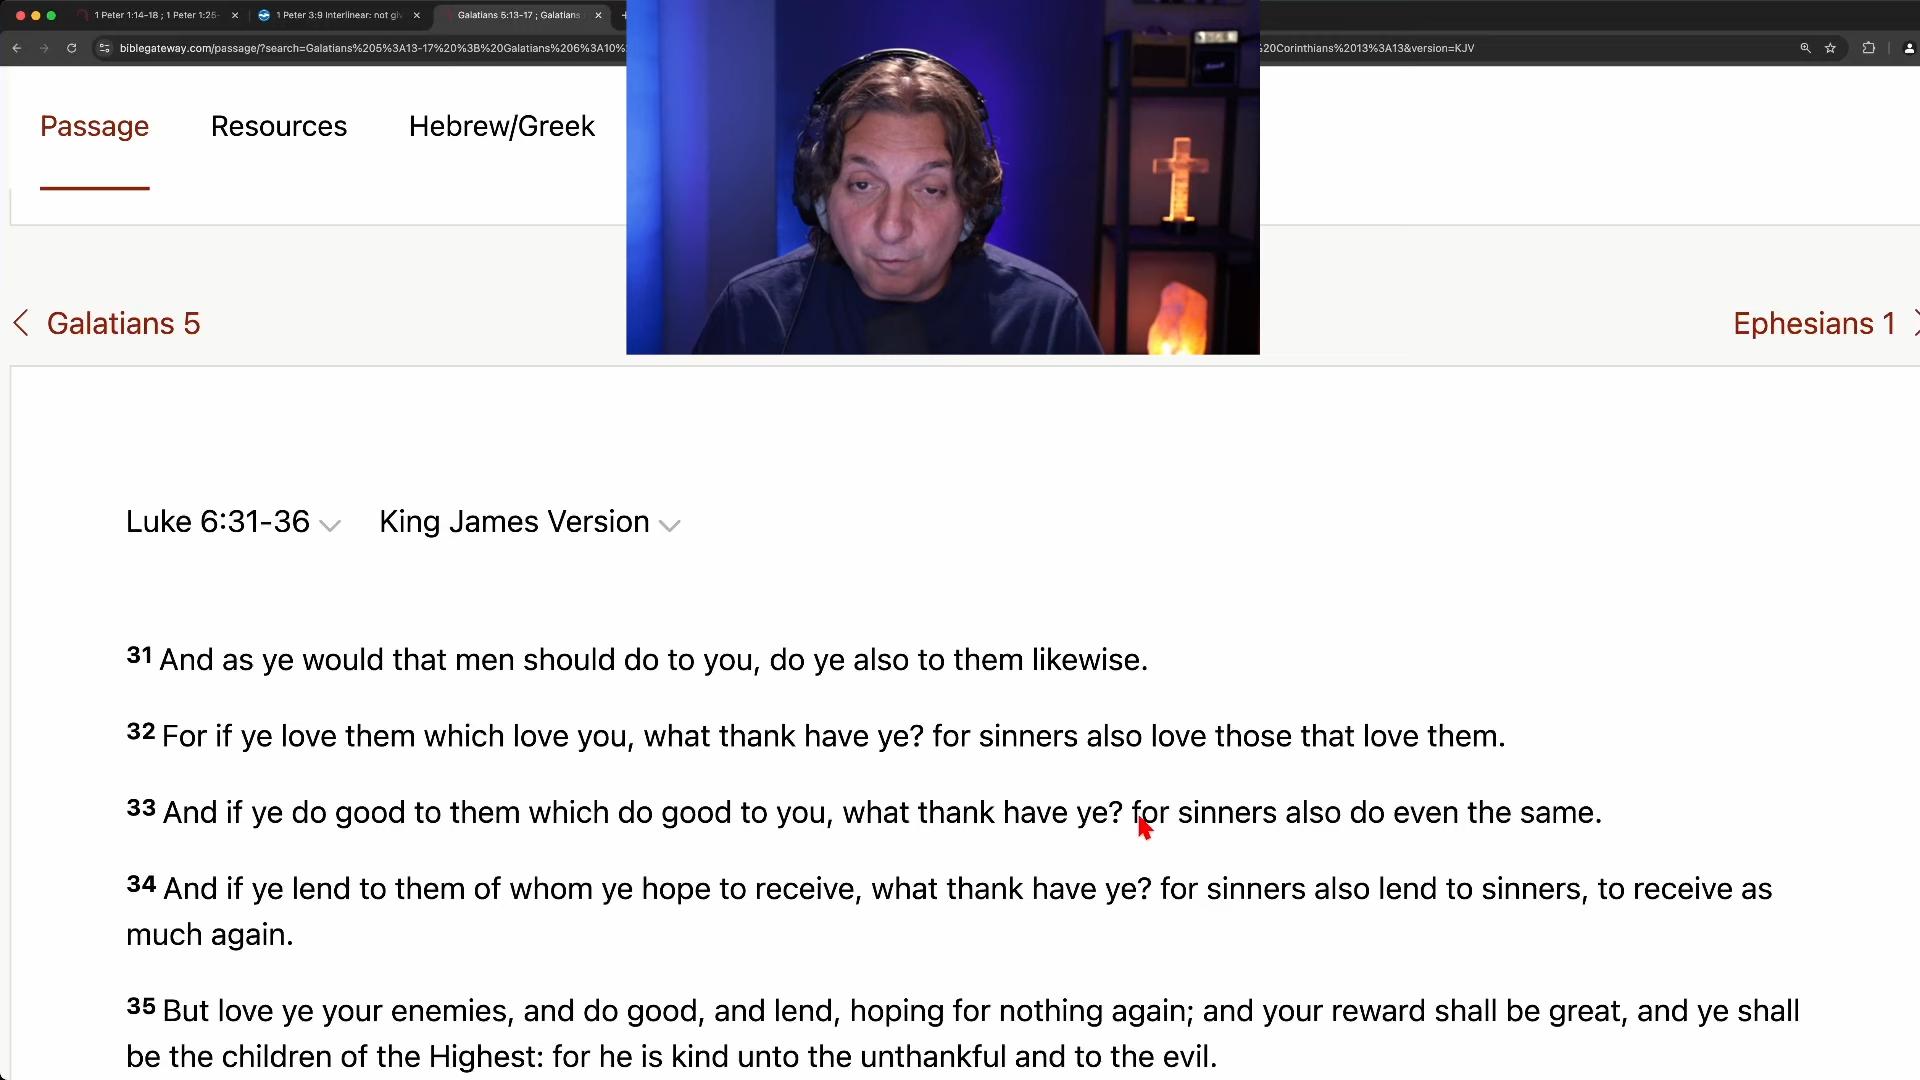 1 Peter 1:14-18 ; 1 Peter 1:25-
1 Peter 3:9 Interlinear: not giv
Galatians 5:13-17 ; Galatians
biblegateway.com/passage/?search=Galatians%205%3A13-17%20%3B%20Galatians%206%3A10%
20Corinthians%2013%3A13&version=KJV
Passage Resources Hebrew/Greek
Galatians 5
Ephesians 1
Luke 6:31-36 King James Version
31 And as ye would that men should do to you, do ye also to them likewise.
32 For if ye love them which love you, what thank have ye? for sinners also love those that love them.
33 And if ye do good to them which do good to you, what thank have ye? for sinners also do even the same.
34 And if ye lend to them of whom ye hope to receive, what thank have ye? for sinners also lend to sinners, to receive as
much again.
35 But love ye your enemies, and do good, and lend, hoping for nothing again; and your reward shall be great, and ye shall
be the children of the Highest: for he is kind unto the unthankful and to the evil.